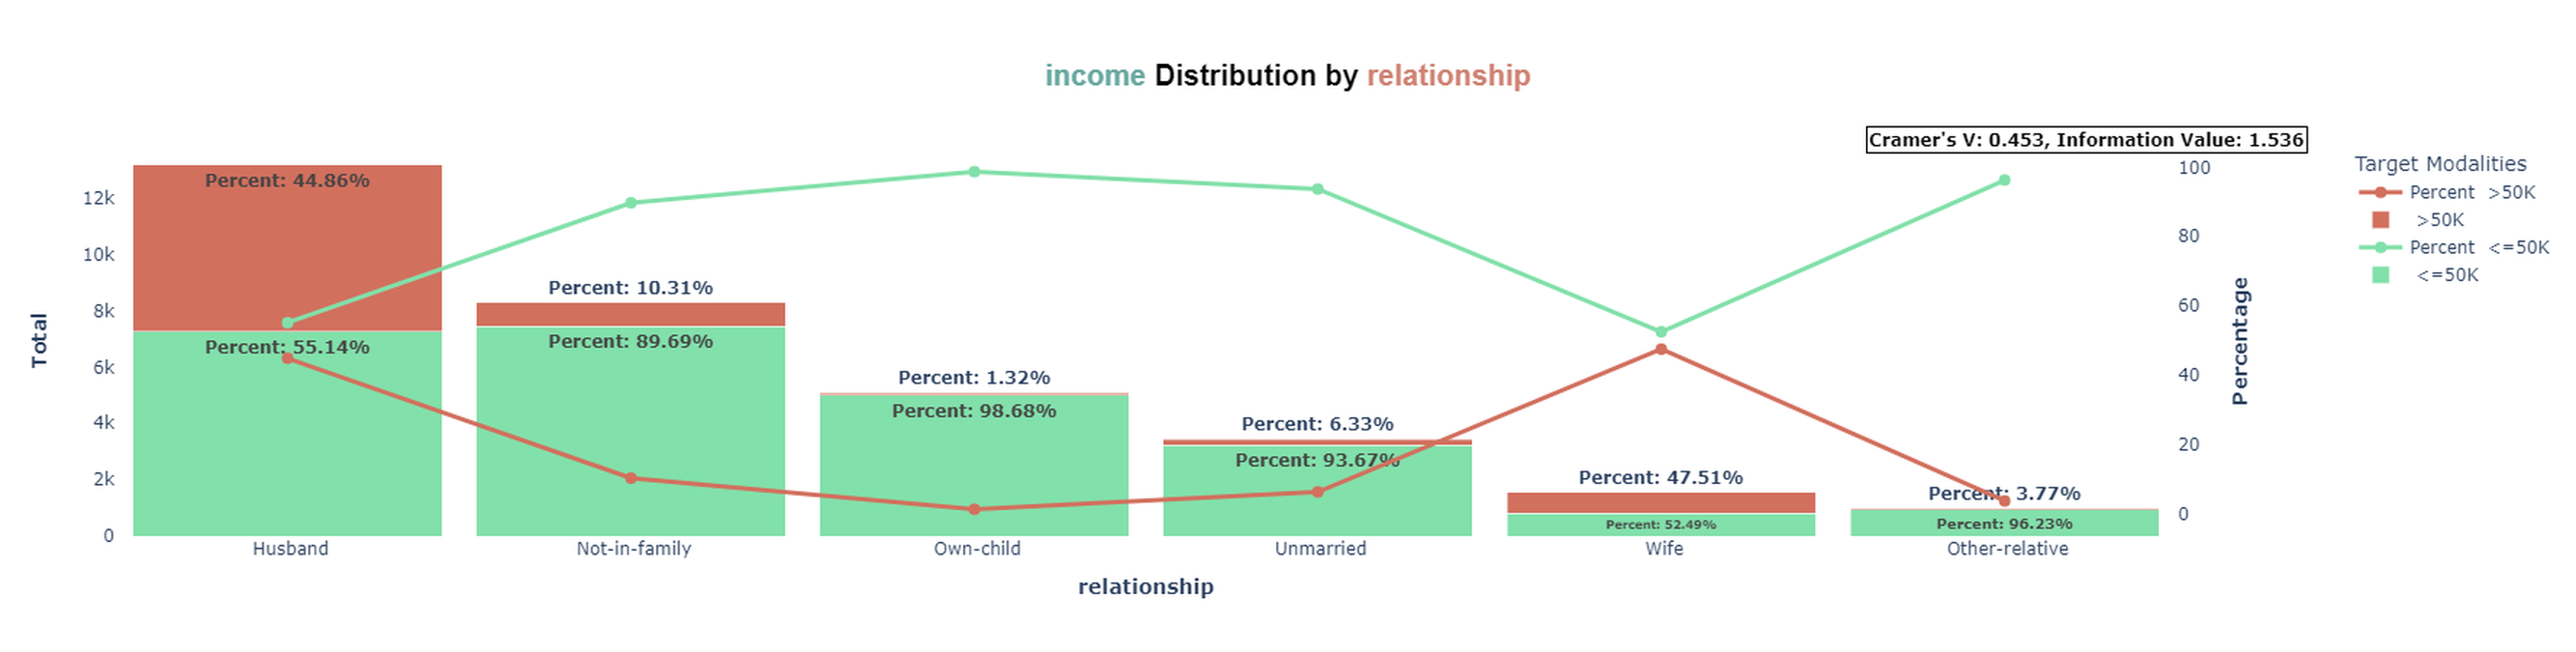 income Distribution by relationship
Cramer's V: 0.453, Information Value: 1.536
Total
12k
10k
8k
6k
4k
2k
0
Percent: 44.86%
Percent: 55.14%
Percent: 10.31%
Percent: 89.69%
Percent: 1.32%
Percent: 98.68%
Percent: 6.33%
Percent: 93.67%
Percent: 47.51%
Percent: 52.49%
Percent: 3.77%
Percent: 96.23%
Husband
Not-in-family
Own-child
Unmarried
Wife
Other-relative
relationship
100
80
60
40
20
0
Percentage
Target Modalities
Percent >50K
>50K
Percent <=50K
<=50K